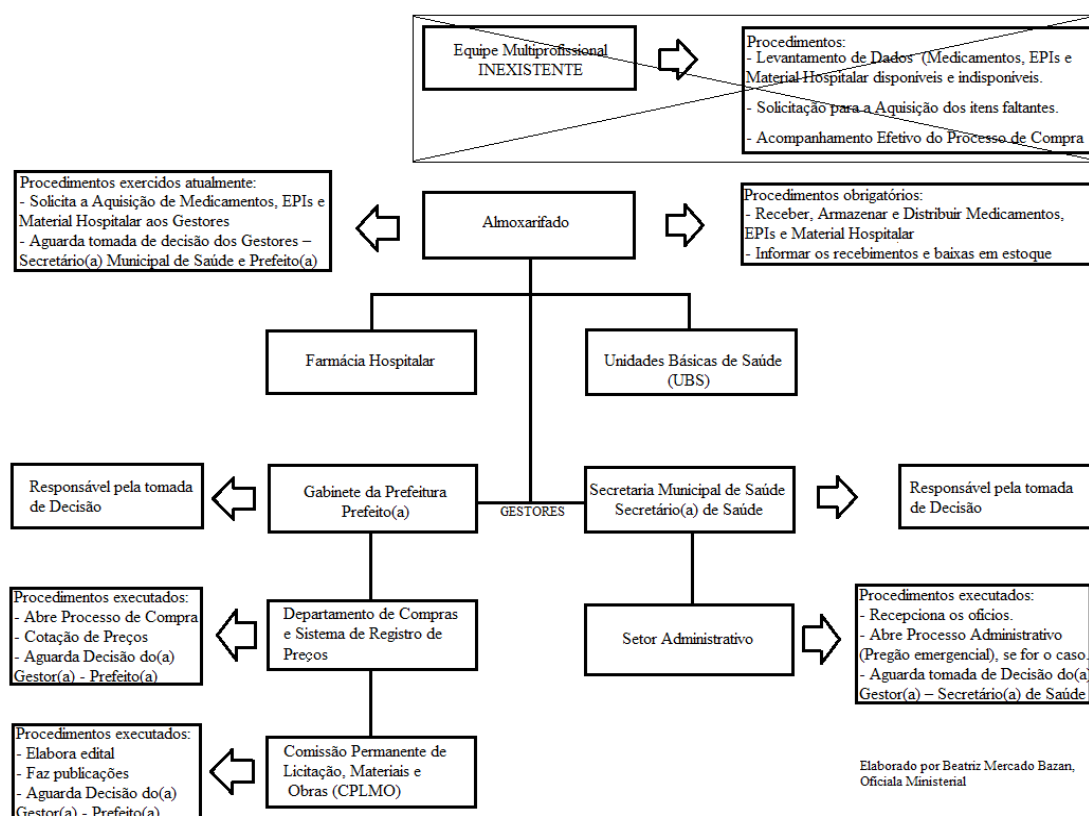 Equipe Multiprofissional
INEXISTENTE
Procedimentos:
- Levantamento de Dados (Medicamentos, EPIs e
Material Hospitalar disponíveis e indisponíveis.
- Solicitação para a Aquisição dos itens faltantes.
- Acompanhamento Efetivo do Processo de Compra
Procedimentos exercidos atualmente:
- Solicita a Aquisição de Medicamentos, EPIs e
Material Hospitalar aos Gestores
- Aguarda tomada de decisão dos Gestores –
Secretário(a) Municipal de Saúde e Prefeito(a)
Almoxarifado
Procedimentos obrigatórios:
- Receber, Armazenar e Distribuir Medicamentos,
EPIs e Material Hospitalar
- Informar os recebimentos e baixas em estoque
Farmácia Hospitalar
Unidades Básicas de Saúde
(UBS)
Responsável pela tomada
de Decisão
Gabinete da Prefeitura
Prefeito(a)
GESTORES
Secretaria Municipal de Saúde
Secretário(a) de Saúde
Responsável pela tomada
de Decisão
Procedimentos executados:
- Abre Processo de Compra
- Cotação de Preços
- Aguarda Decisão do(a)
Gestor(a) - Prefeito(a)
Departamento de Compras
e Sistema de Registro de
Preços
Setor Administrativo
Procedimentos executados:
- Recepciona os ofícios.
- Abre Processo Administrativo
(Pregão emergencial), se for o caso.
- Aguarda tomada de Decisão do(a)
Gestor(a) – Secretário(a) de Saúde
Procedimentos executados:
- Elabora edital
- Faz publicações
- Aguarda Decisão do(a)
Gestor(a) - Prefeito(a)
Comissão Permanente de
Licitação, Materiais e
Obras (CPLMO)
Elaborado por Beatriz Mercado Bazan,
Oficiala Ministerial